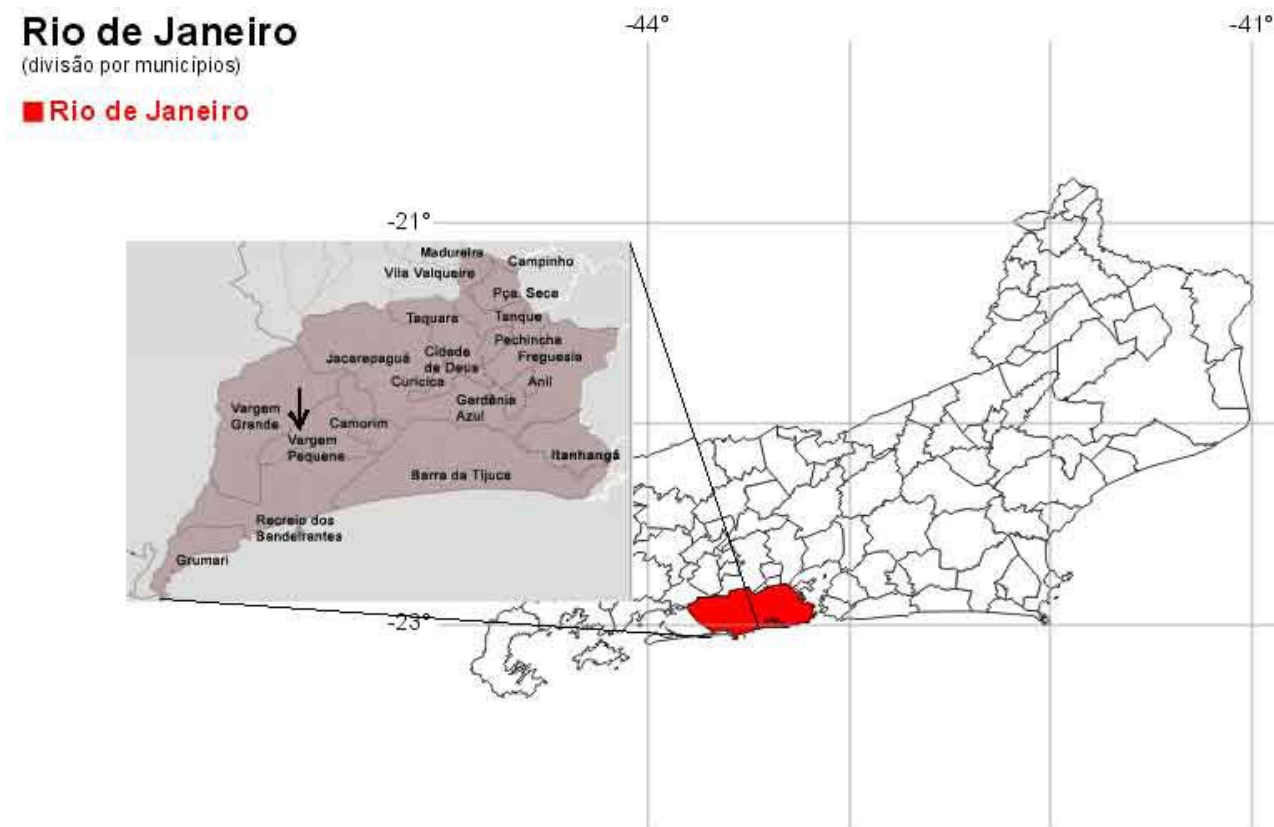 Rio de Janeiro
(divisão por municípios)
Rio de Janeiro
-44°
-41°
-21°
-23°
Madureira
Campinho
Vila Valqueire
Pça. Seca
Taquara
Tanque
Pechincha
Freguesia
Jacarepaguá
Cidade
de Deus
Curicica
Anil
Gardênia
Azul
Vargem
Grande
Camorim
Vargem
Pequene
Itanhangá
Barra da Tijuca
Recreio dos
Bandeirantes
Grumari